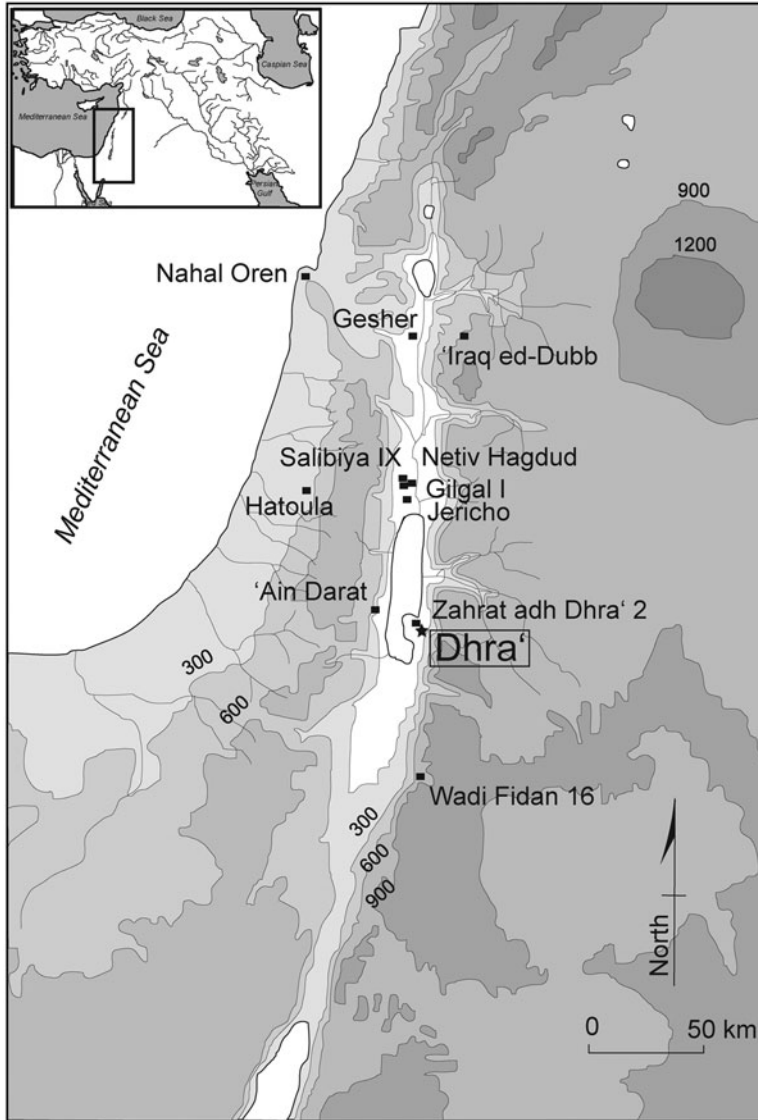 Black Sea
Caspian Sea
Mediterranean Sea
Persian
Gulf
900
1200
Nahal Oren
Gesher
‘Iraq ed-Dubb
Mediterranean Sea
Salibiya IX
Netiv Hagdud
Gilgal I
Hatoula
Jericho
‘Ain Darat
Zahrat adh Dhra‘ 2
Dhra‘
300
600
Wadi Fidan 16
300
600
900
North
0
50 km